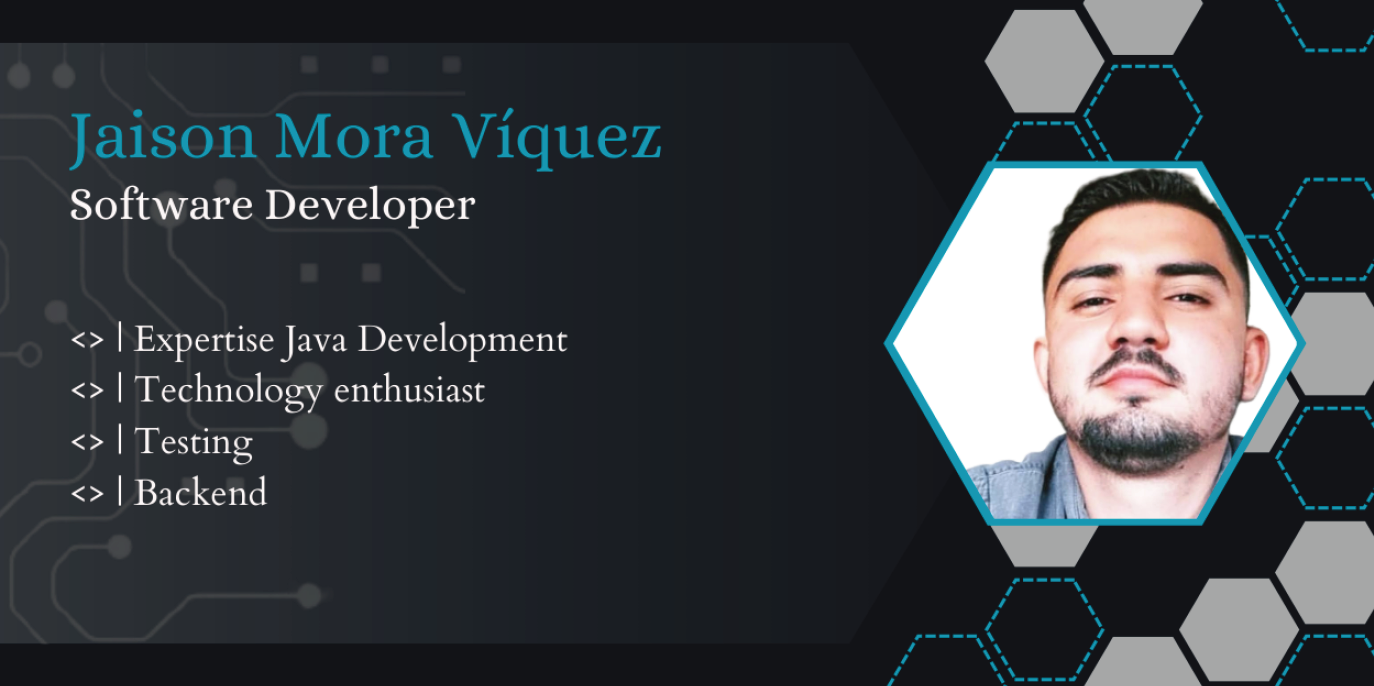 Jaison Mora Víquez
Software Developer
<> | Expertise Java Development
<> | Technology enthusiast
<> | Testing
<> | Backend